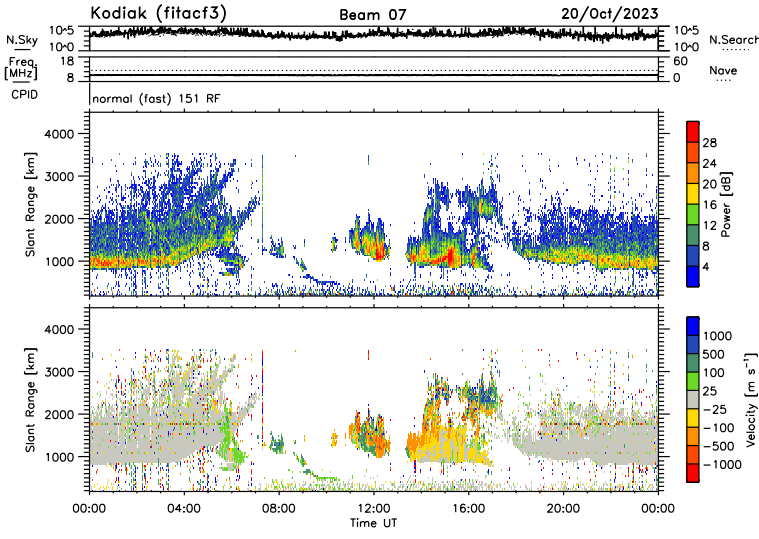 Kodiak (fitacf3) Beam 07 20/Oct/2023
N.Sky 10^5 10^0 10^5 10^0 N.Search
Freq. [MHz] 18 8 60 0 Nave
CPID normal (fast) 151 RF
Slant Range [km] 4000 3000 2000 1000
28 24 20 16 12 8 4 Power [dB]
Slant Range [km] 4000 3000 2000 1000
1000 500 100 25 −25 −100 −500 −1000 Velocity [m s⁻¹]
00:00 04:00 08:00 12:00 16:00 20:00 00:00
Time UT